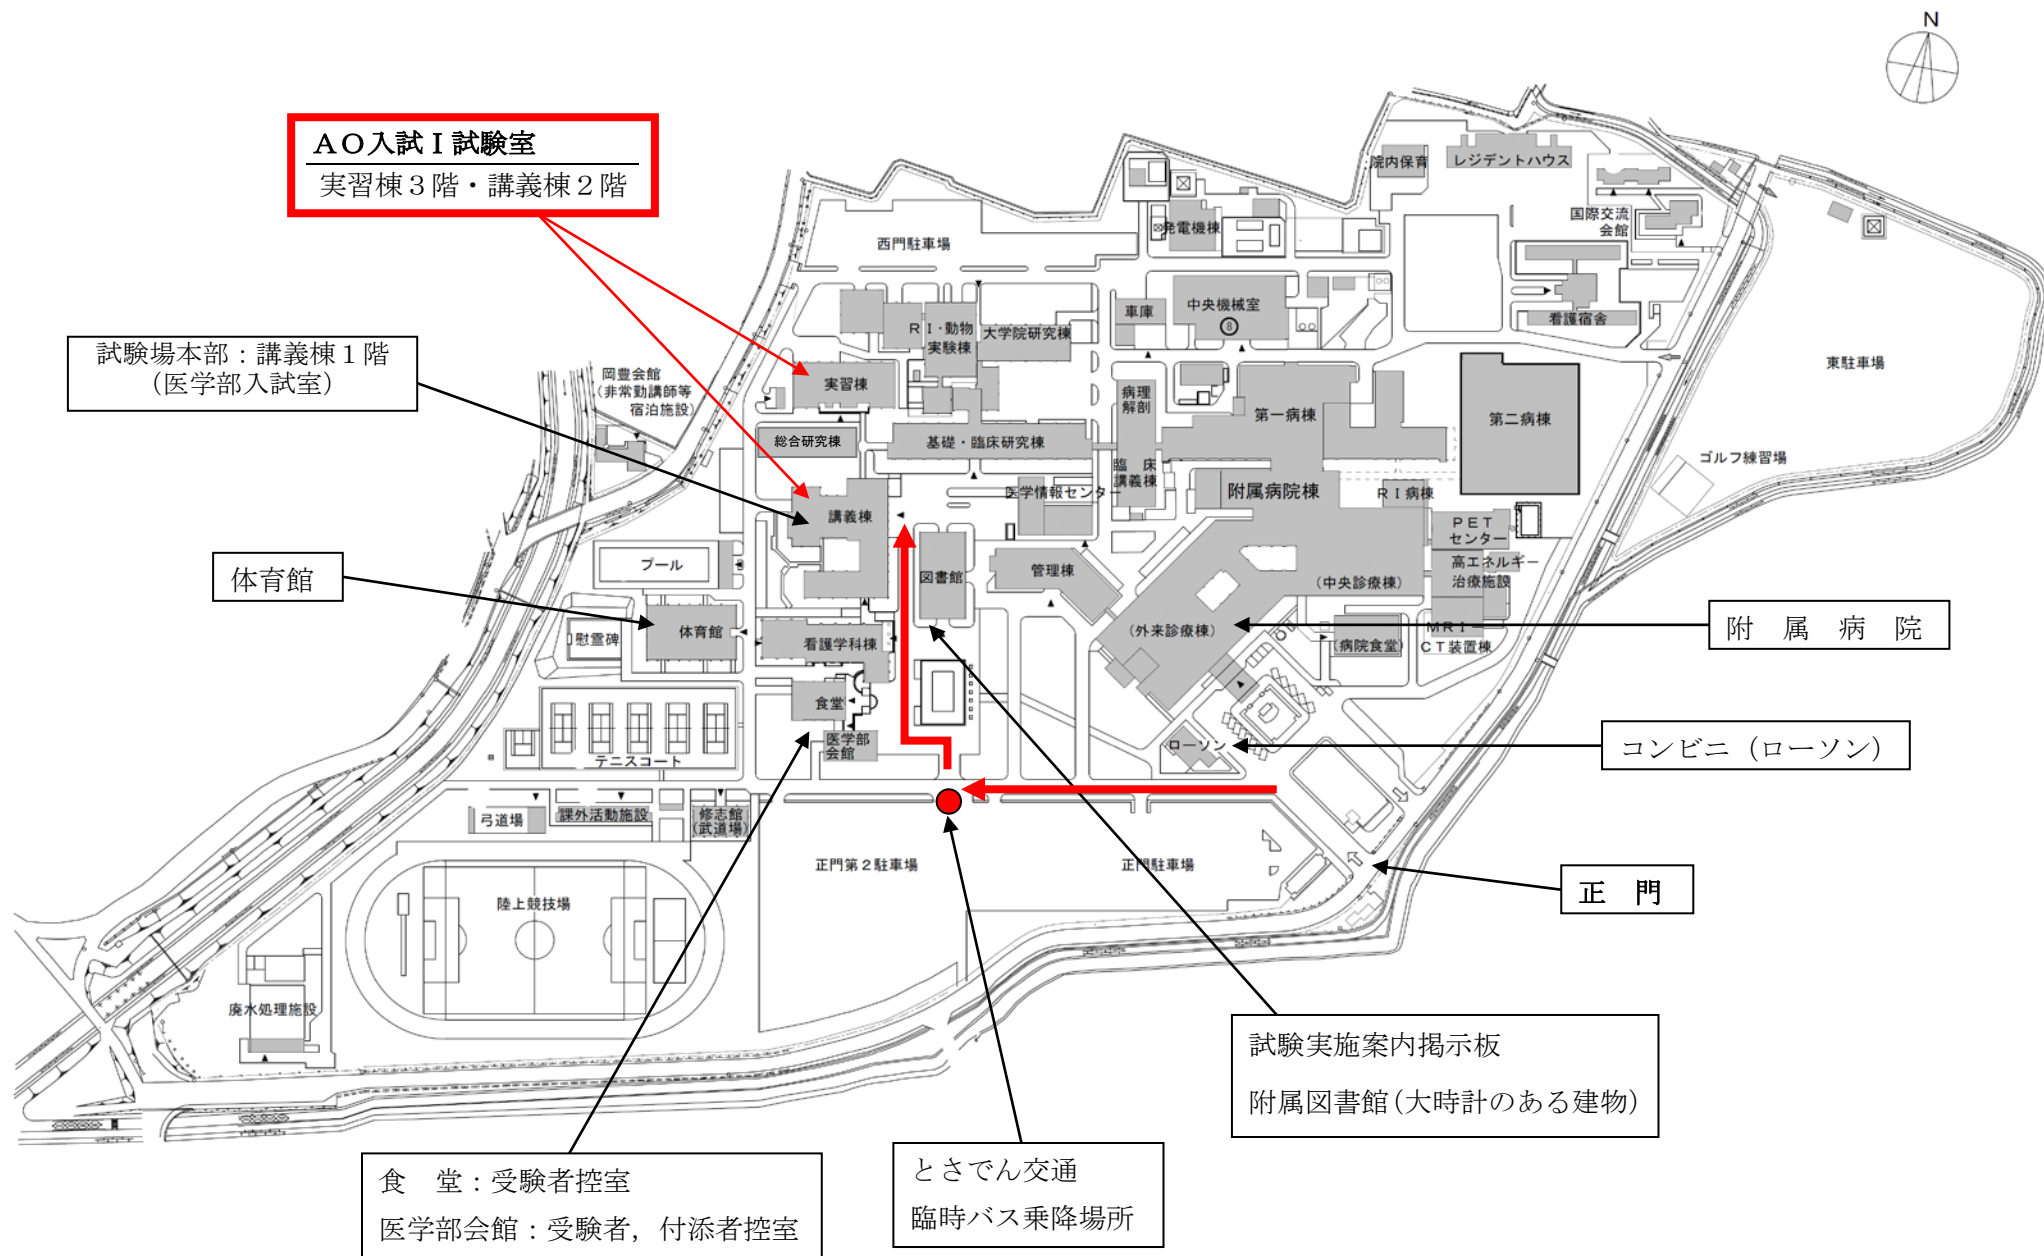 N
AO入試Ⅰ試験室
実習棟3階・講義棟2階
院内保育
レジデントハウス
国際交流
会館
発電機棟
西門駐車場
車庫
中央機械室
8
看護宿舎
RI・動物
実験棟
大学院研究棟
東駐車場
試験場本部:講義棟1階
(医学部入試室)
岡豊会館
(非常勤講師等
宿泊施設)
実習棟
病理
解剖
第一病棟
第二病棟
総合研究棟
基礎・臨床研究棟
ゴルフ練習場
臨 床
講義棟
医学情報センター
附属病院棟
RI病棟
講義棟
PET
センター
プール
図書館
管理棟
(中央診療棟)
高エネルギー
治療施設
体育館
慰霊碑
体育館
看護学科棟
(外来診療棟)
(病院食堂)
MRI
CT装置棟
附 属 病 院
食堂
医学部
会館
ローソン
コンビニ(ローソン)
テニスコート
弓道場
課外活動施設
修志館
(武道場)
正門第2駐車場
正門駐車場
正 門
陸上競技場
廃水処理施設
試験実施案内掲示板
附属図書館(大時計のある建物)
とさでん交通
臨時バス乗降場所
食 堂:受験者控室
医学部会館:受験者,付添者控室